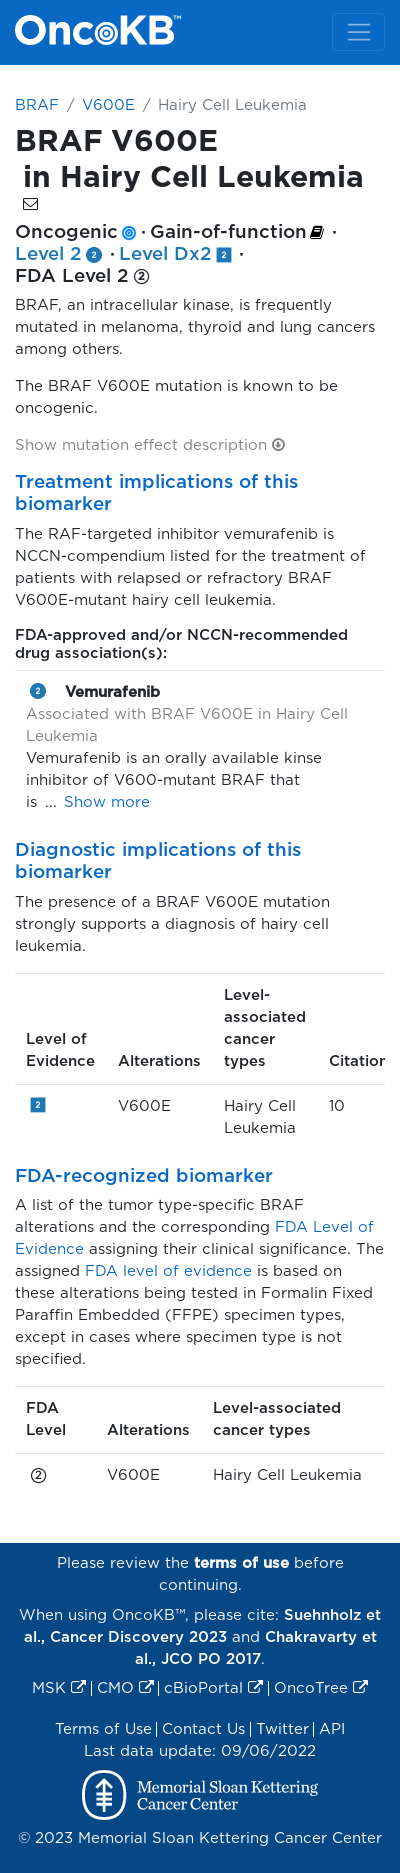 OncoKB™
BRAF / V600E / Hairy Cell Leukemia
BRAF V600E
in Hairy Cell Leukemia
Oncogenic · Gain-of-function ·
Level 2 2 · Level Dx2 2 ·
FDA Level 2 2
BRAF, an intracellular kinase, is frequently
mutated in melanoma, thyroid and lung cancers
among others.
The BRAF V600E mutation is known to be
oncogenic.
Show mutation effect description
Treatment implications of this
biomarker
The RAF-targeted inhibitor vemurafenib is
NCCN-compendium listed for the treatment of
patients with relapsed or refractory BRAF
V600E-mutant hairy cell leukemia.
FDA-approved and/or NCCN-recommended
drug association(s):
2 Vemurafenib
Associated with BRAF V600E in Hairy Cell
Leukemia
Vemurafenib is an orally available kinse
inhibitor of V600-mutant BRAF that
is ... Show more
Diagnostic implications of this
biomarker
The presence of a BRAF V600E mutation
strongly supports a diagnosis of hairy cell
leukemia.
Level-
associated
Level of cancer
Evidence Alterations types Citation
2 V600E Hairy Cell 10
Leukemia
FDA-recognized biomarker
A list of the tumor type-specific BRAF
alterations and the corresponding FDA Level of
Evidence assigning their clinical significance. The
assigned FDA level of evidence is based on
these alterations being tested in Formalin Fixed
Paraffin Embedded (FFPE) specimen types,
except in cases where specimen type is not
specified.
FDA Level-associated
Level Alterations cancer types
2 V600E Hairy Cell Leukemia
Please review the terms of use before
continuing.
When using OncoKB™, please cite: Suehnholz et
al., Cancer Discovery 2023 and Chakravarty et
al., JCO PO 2017.
MSK | CMO | cBioPortal | OncoTree
Terms of Use | Contact Us | Twitter | API
Last data update: 09/06/2022
Memorial Sloan Kettering
Cancer Center
© 2023 Memorial Sloan Kettering Cancer Center